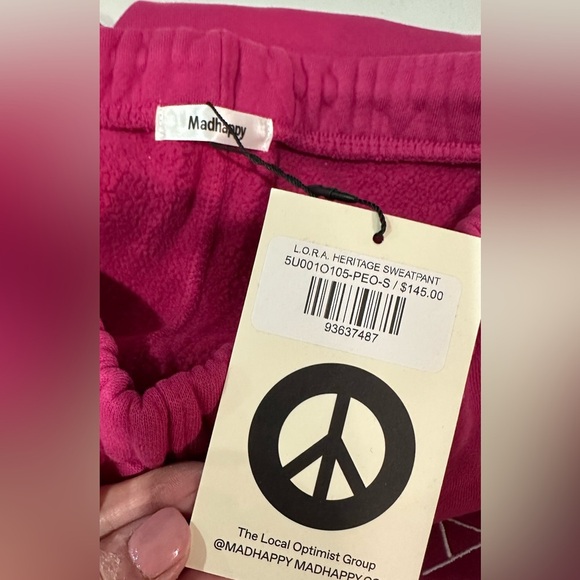 Madhappy
L.O.R.A. HERITAGE SWEATPANT
5U001O105-PEO-S / $145.00
93637487
The Local Optimist Group
@MADHAPPY MADHAPPY.CO